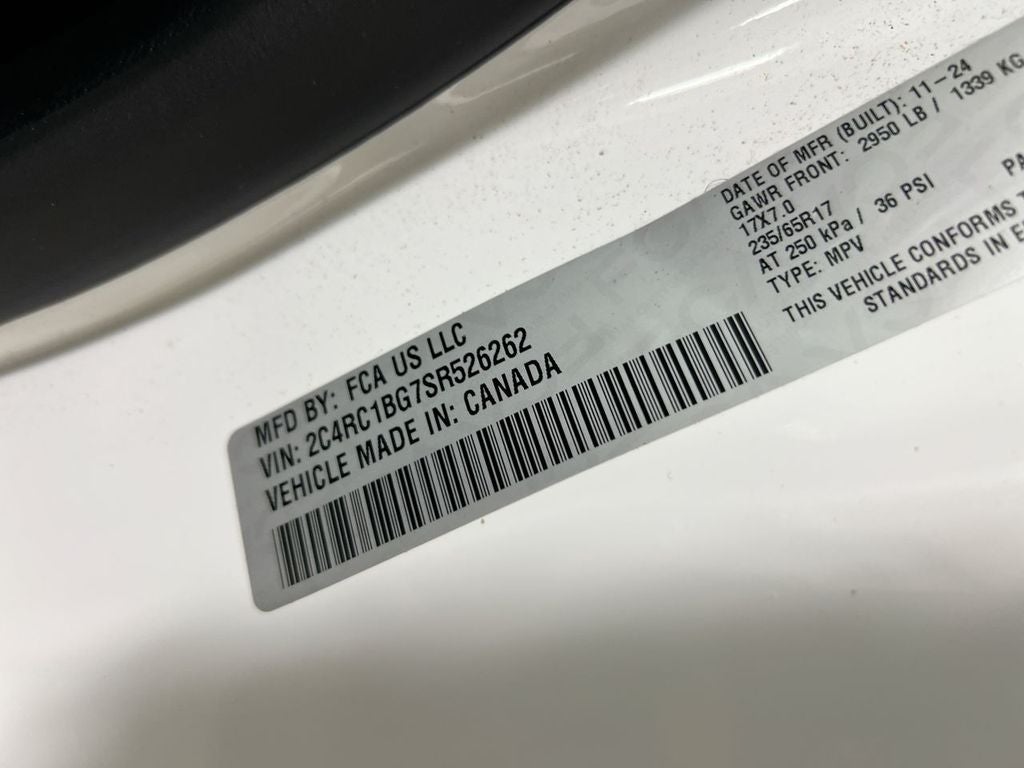 MFD BY: FCA US LLC
VIN: 2C4RC1BG7SR526262
VEHICLE MADE IN: CANADA
DATE OF MFR (BUILT): 11-24
GAWR FRONT: 2950 LB / 1339 KG
17X7.0
235/65R17
AT 250 kPa / 36 PSI
TYPE: MPV
THIS VEHICLE CONFORMS
STANDARDS IN